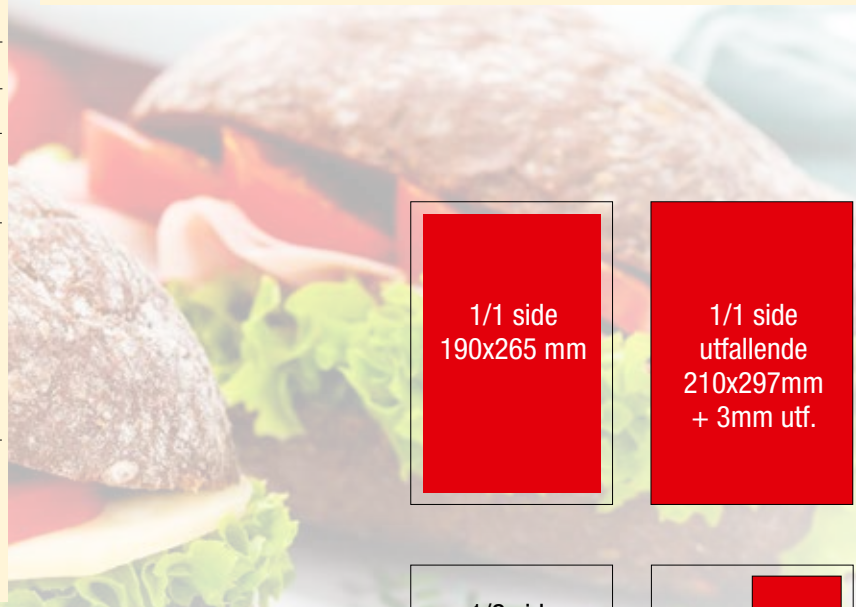 1/1 side
190x265 mm
1/1 side
utfallende
210x297mm
+ 3mm utf.